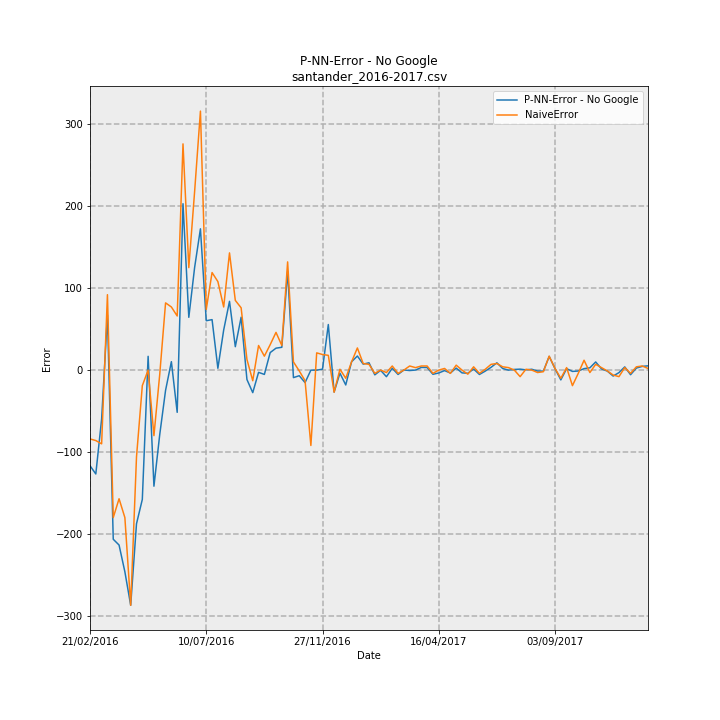 P-NN-Error - No Google
santander_2016-2017.csv
P-NN-Error - No Google
NaiveError
300
200
100
0
−100
−200
−300
Error
21/02/2016
10/07/2016
27/11/2016
16/04/2017
03/09/2017
Date